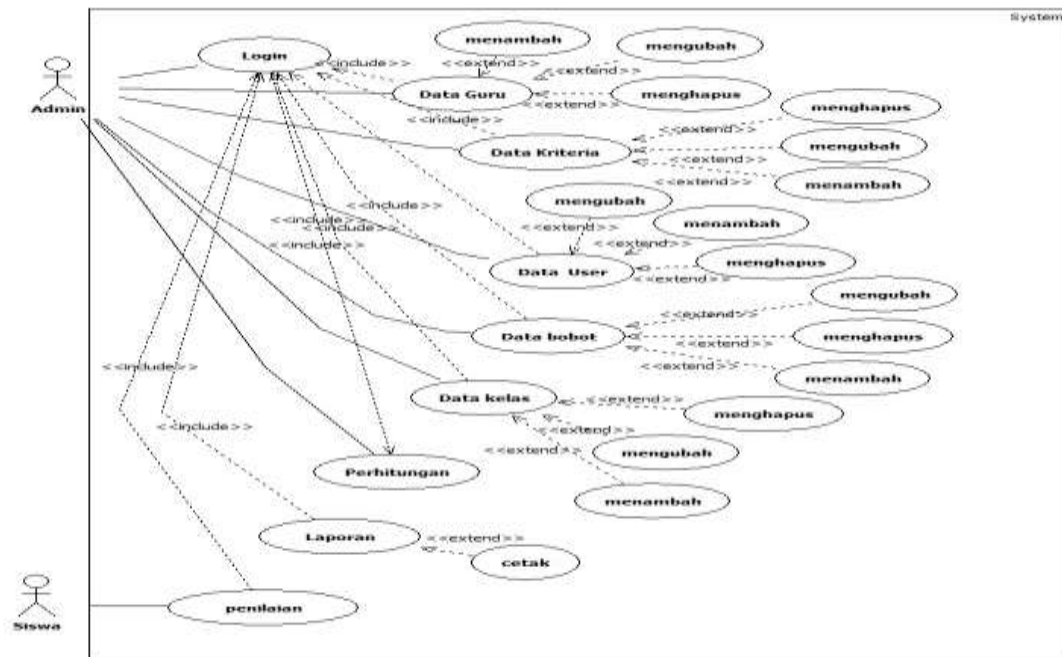 System
Login
menambah
mengubah
<<include>>
<<extend>>
<<extend>>
Admin
Data Guru
menghapus
<<extend>>
<<include>>
menghapus
<<extend>>
Data Kriteria
mengubah
<<extend>>
<<extend>>
menambah
mengubah
<<include>>
<<include>>
<<include>>
<<include>>
<<extend>>
menambah
<<extend>>
Data User
menghapus
<<extend>>
mengubah
<<extend>>
Data bobot
menghapus
<<extend>>
<<extend>>
menambah
<<include>>
Data kelas
<<extend>>
menghapus
<<include>>
<<extend>>
<<extend>>
mengubah
Perhitungan
menambah
Laporan
<<extend>>
cetak
Siswa
penilaian